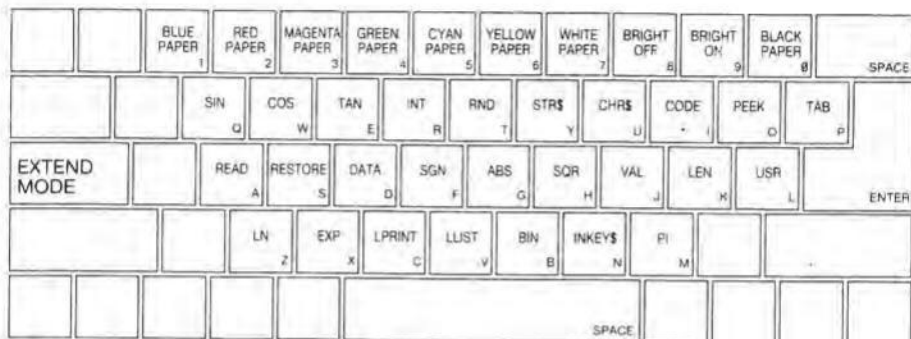 BLUE PAPER 1
RED PAPER 2
MAGENTA PAPER 3
GREEN PAPER 4
CYAN PAPER 5
YELLOW PAPER 6
WHITE PAPER 7
BRIGHT OFF 8
BRIGHT ON 9
BLACK PAPER 0
SPACE
SIN Q
COS W
TAN E
INT R
RND T
STR$ Y
CHR$ U
CODE I
PEEK O
TAB P
EXTEND MODE
READ A
RESTORE S
DATA D
SGN F
ABS G
SQR H
VAL J
LEN K
USR L
ENTER
LN Z
EXP X
LPRINT C
LLIST V
BIN B
INKEY$ N
PI M
SPACE